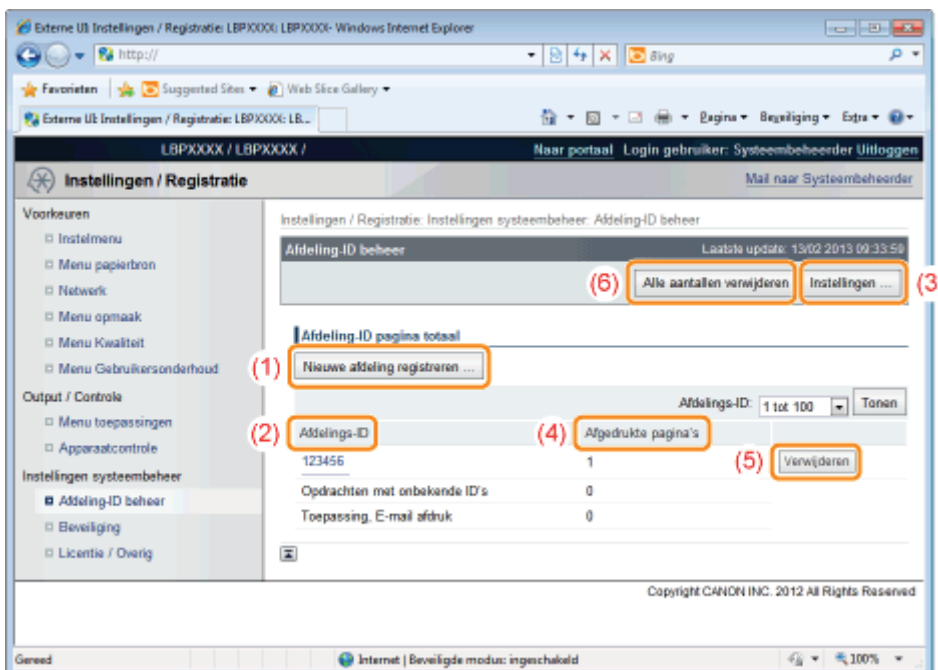 Externe UI: Instellingen / Registratie: LBPXXXX: LBPXXXX- Windows Internet Explorer
http://
Bing
Favorieten Suggested Sites Web Slice Gallery
Externe UI: Instellingen / Registratie: LBPXXXX: LB...
Pagina Beveiliging Extra
LBPXXXX / LBPXXXX /
Naar portaal Login gebruiker: Systeembeheerder Uitloggen
Instellingen / Registratie
Mail naar Systeembeheerder
Voorkeuren
Instelmenu
Menu papierbron
Netwerk
Menu opmaak
Menu Kwaliteit
Menu Gebruikersonderhoud
Output / Controle
Menu toepassingen
Apparaatcontrole
Instellingen systeembeheer
Afdeling-ID beheer
Beveiliging
Licentie / Overig
Instellingen / Registratie: Instellingen systeembeheer: Afdeling-ID beheer
Afdeling-ID beheer
Laatste update: 13/02 2013 09:33:59
(6) Alle aantallen verwijderen Instellingen ... (3
Afdeling-ID pagina totaal
(1) Nieuwe afdeling registreren ...
Afdelings-ID: 1 tot 100 Tonen
(2) Afdelings-ID (4) Afgedrukte pagina's
123456 1 (5) Verwijderen
Opdrachten met onbekende ID's 0
Toepassing, E-mail afdruk 0
Copyright CANON INC. 2012 All Rights Reserved
Gereed
Internet | Beveiligde modus: ingeschakeld
100%